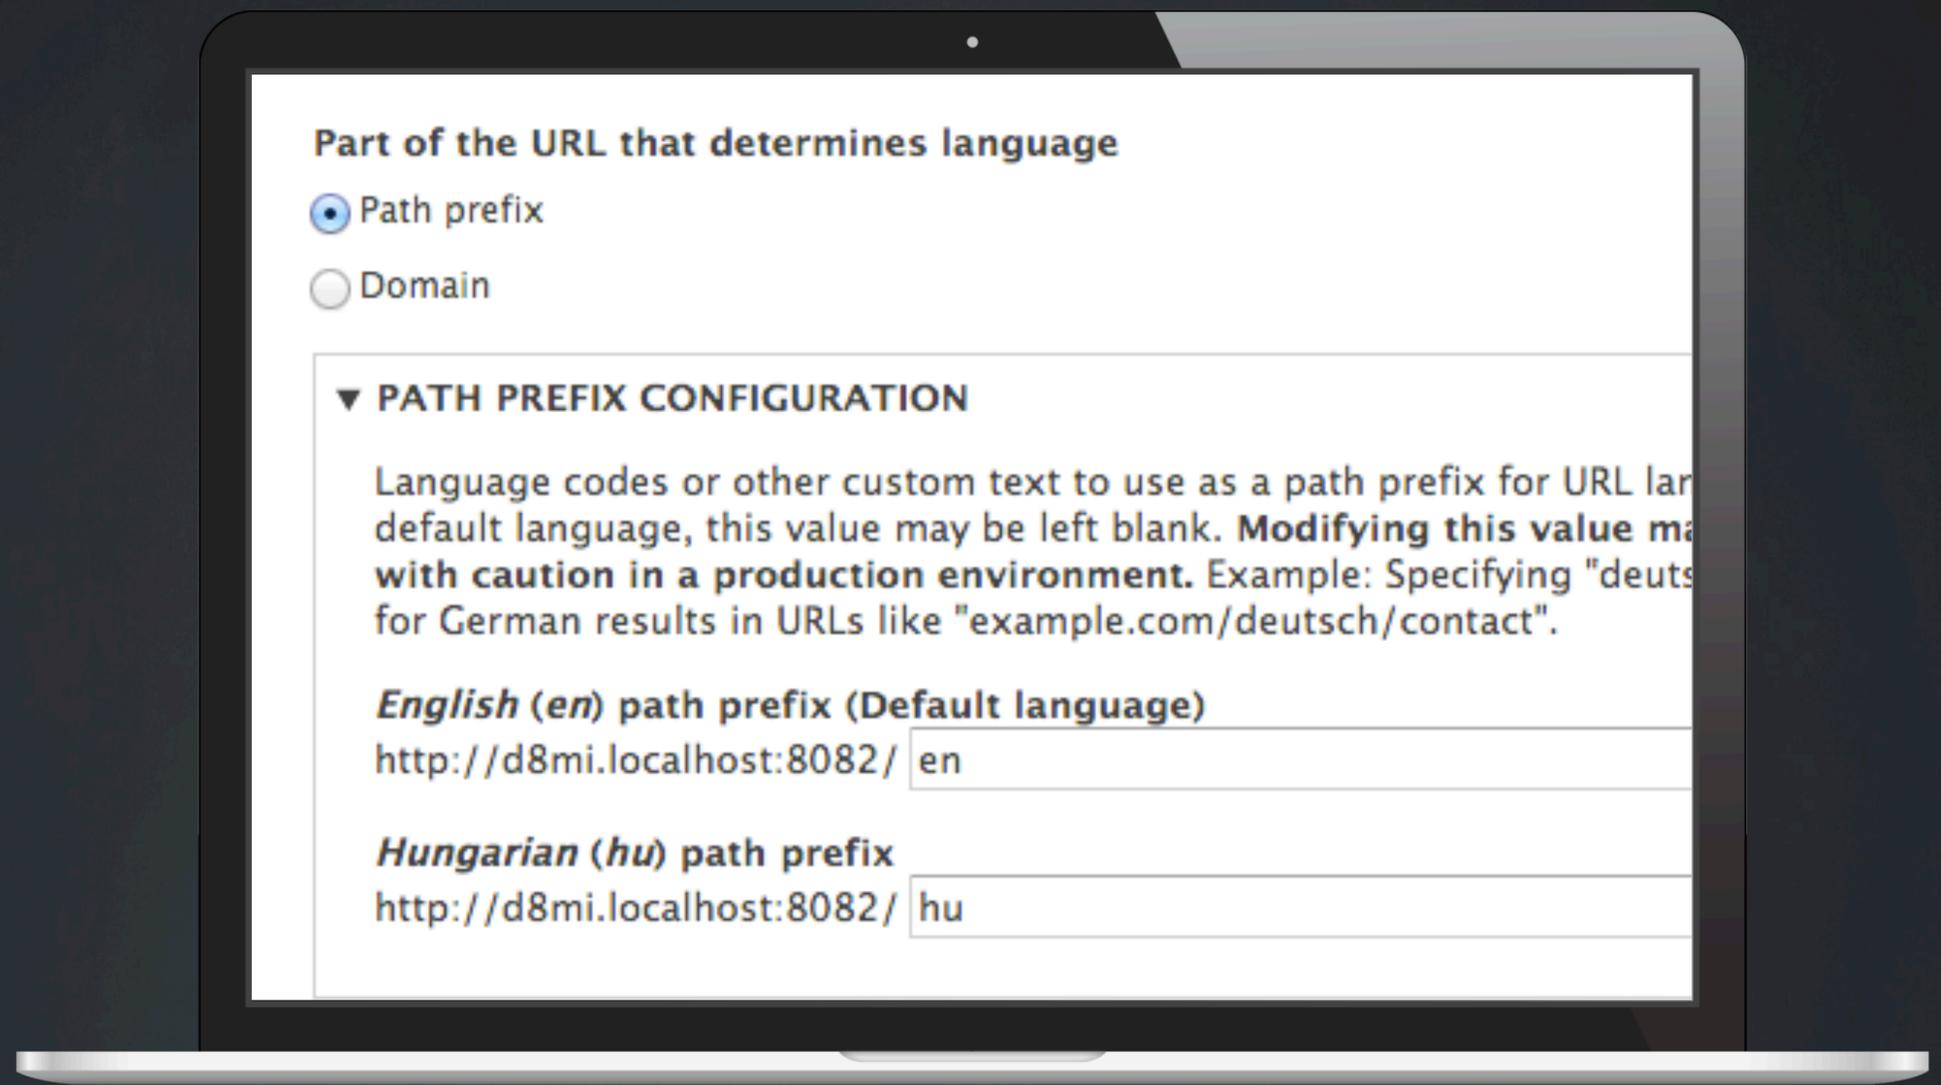 Part of the URL that determines language
Path prefix
Domain
PATH PREFIX CONFIGURATION
Language codes or other custom text to use as a path prefix for URL
default language, this value may be left blank. Modifying this value
with caution in a production environment. Example: Specifying
for German results in URLs like "example.com/deutsch/contact".
English (en) path prefix (Default language)
http://d8mi.localhost:8082/ en
Hungarian (hu) path prefix
http://d8mi.localhost:8082/ hu